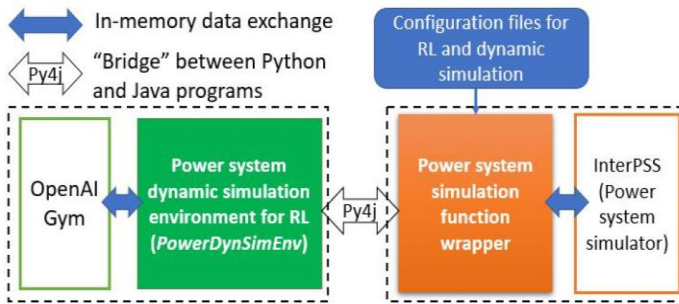 In-memory data exchange
Py4j
“Bridge” between Python
and Java programs
Configuration files for
RL and dynamic
simulation
OpenAI
Gym
Power system
dynamic simulation
environment for RL
(PowerDynSimEnv)
Py4j
Power system
simulation
function
wrapper
InterPSS
(Power
system
simulator)